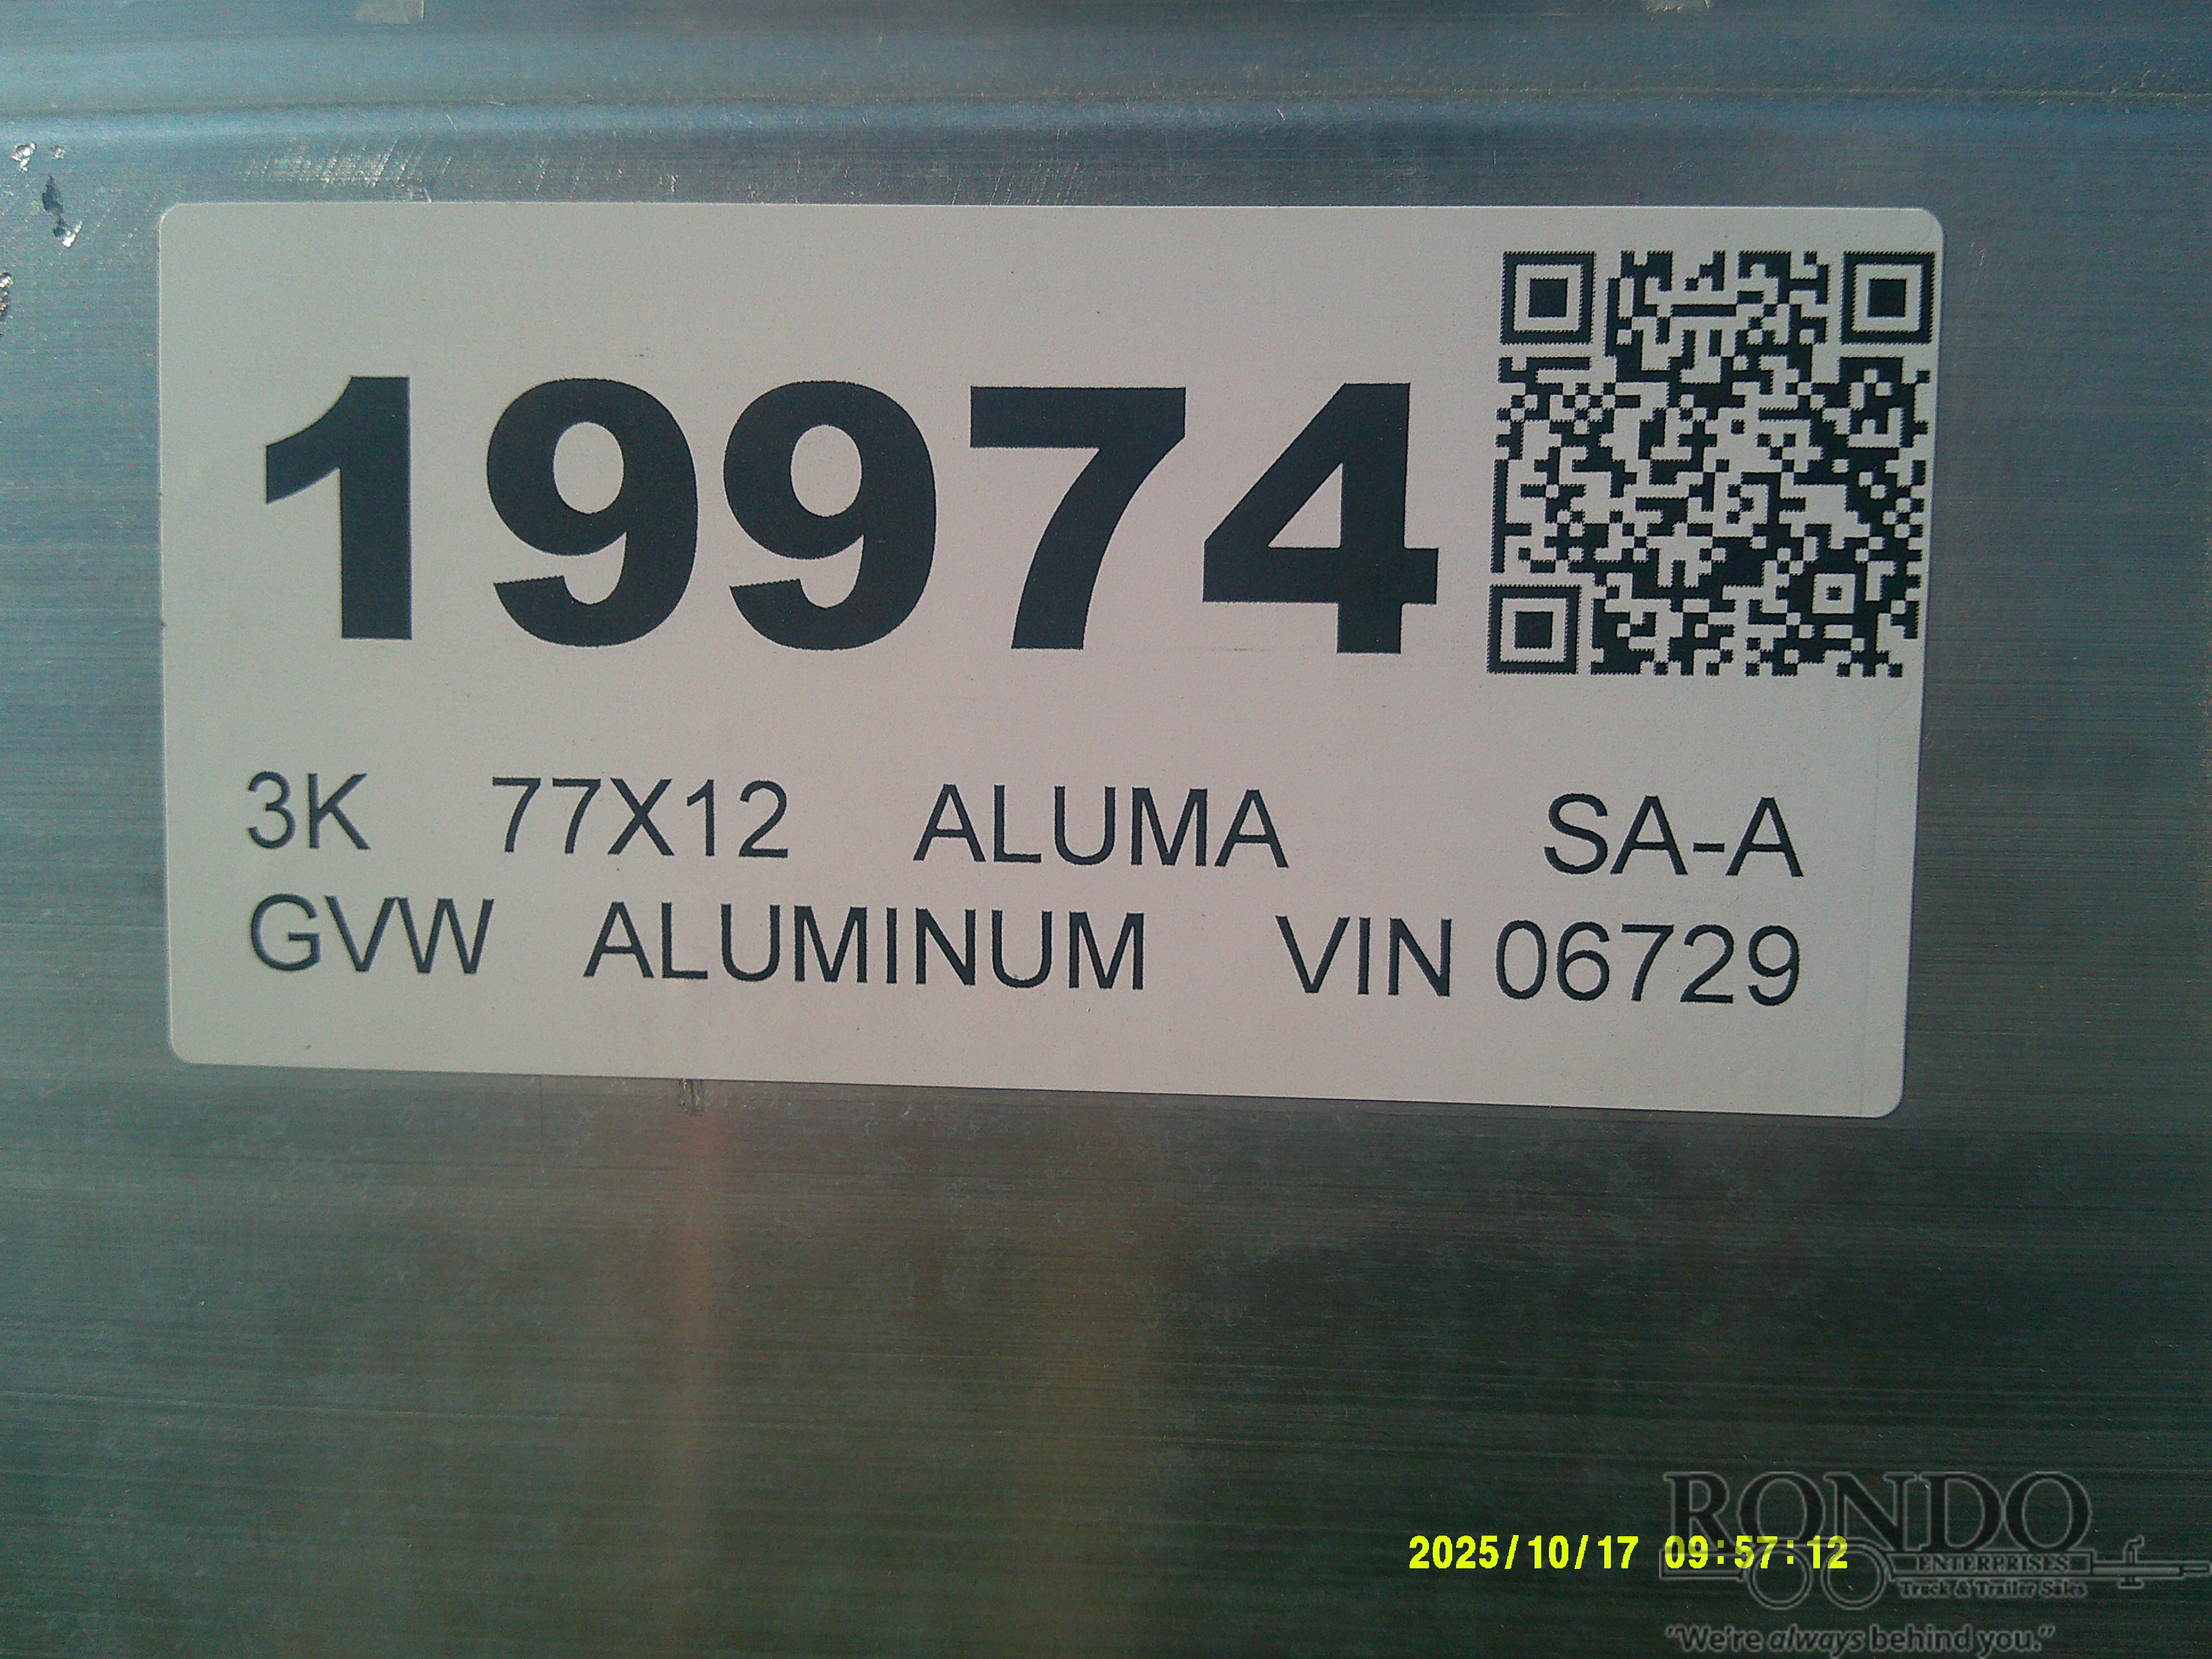 19974
3K 77X12 ALUMA SA-A
GVW ALUMINUM VIN 06729
2025/10/17 09:57:12
RONDO
ENTERPRISES
Truck & Trailer Sales
"We're always behind you."